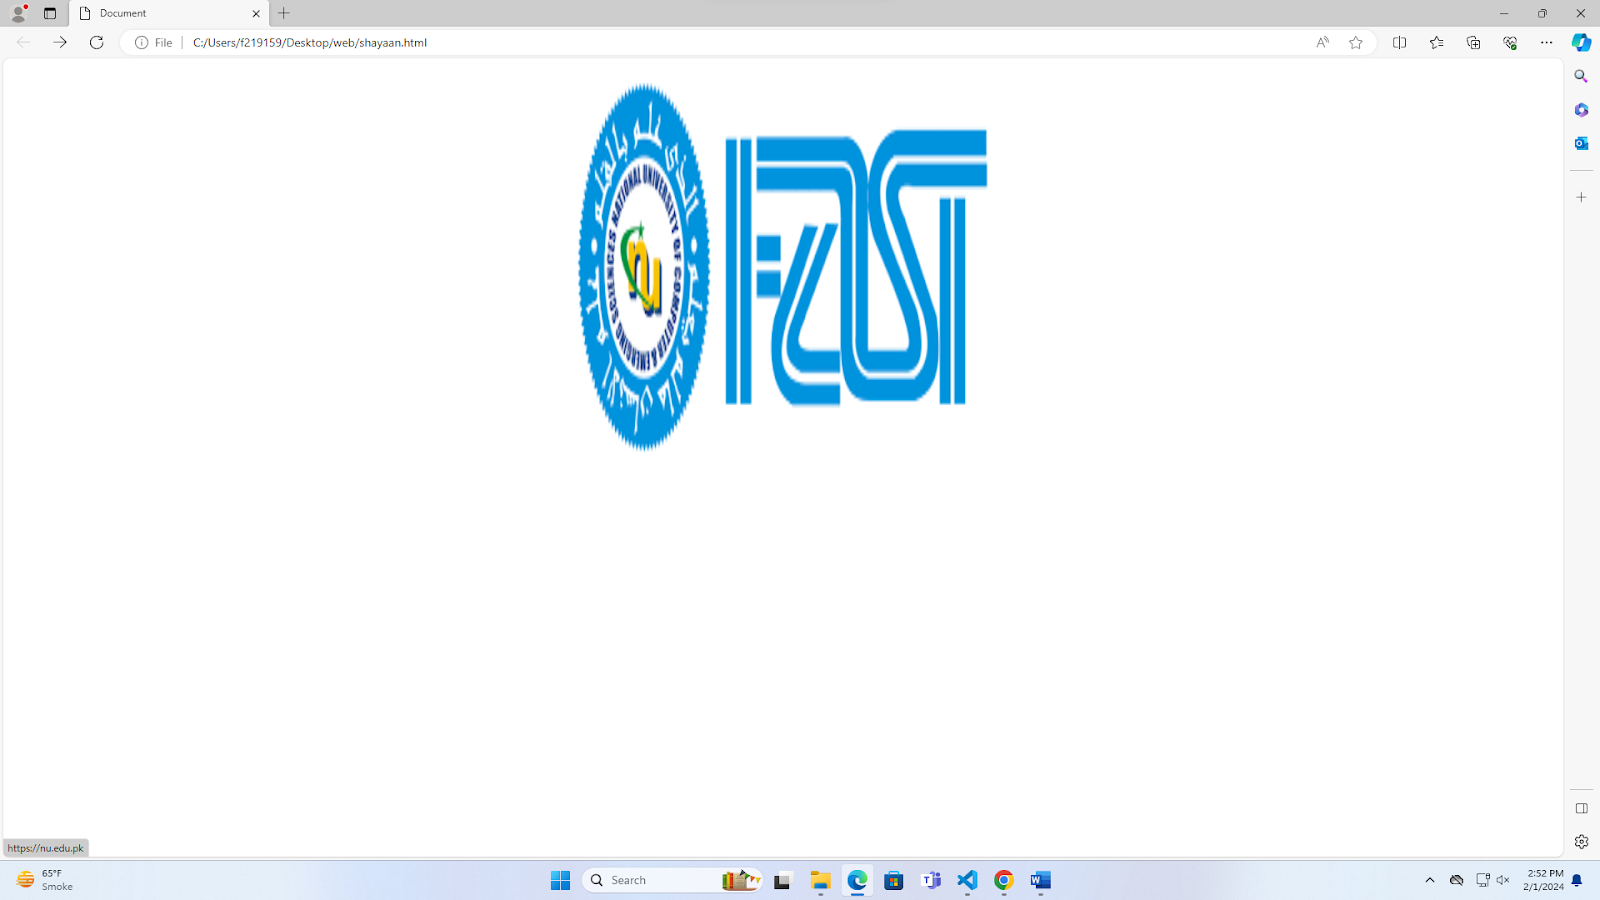 Document
File
C:/Users/f219159/Desktop/web/shayaan.html
NATIONAL UNIVERSITY OF COMPUTER & EMERGING SCIENCES
nu
FAST
https://nu.edu.pk
65°F
Smoke
Search
2:52 PM
2/1/2024